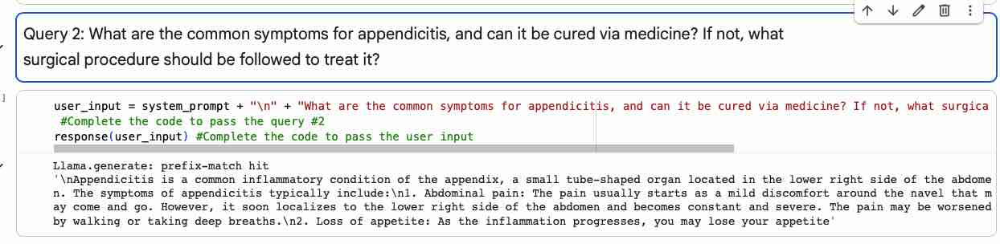 Query 2: What are the common symptoms for appendicitis, and can it be cured via medicine? If not, what
surgical procedure should be followed to treat it?
]
user_input = system_prompt + "\n" + "What are the common symptoms for appendicitis, and can it be cured via medicine? If not, what surgica
#Complete the code to pass the query #2
response(user_input) #Complete the code to pass the user input
Llama.generate: prefix-match hit
'\nAppendicitis is a common inflammatory condition of the appendix, a small tube-shaped organ located in the lower right side of the abdome
n. The symptoms of appendicitis typically include:\n1. Abdominal pain: The pain usually starts as a mild discomfort around the navel that m
ay come and go. However, it soon localizes to the lower right side of the abdomen and becomes constant and severe. The pain may be worsened
by walking or taking deep breaths.\n2. Loss of appetite: As the inflammation progresses, you may lose your appetite'